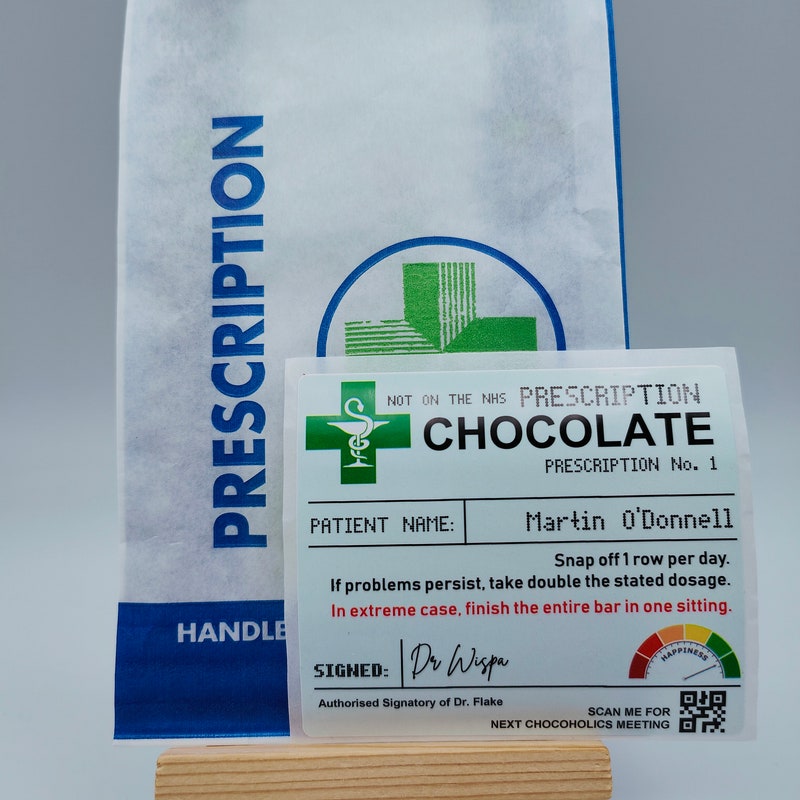 PRESCRIPTION
HANDLE
NOT ON THE NHS PRESCRIPTION
CHOCOLATE
PRESCRIPTION No. 1
PATIENT NAME: Martin O'Donnell
Snap off 1 row per day.
If problems persist, take double the stated dosage.
In extreme case, finish the entire bar in one sitting.
HAPPINESS
SIGNED: Dr Wispa
Authorised Signatory of Dr. Flake
SCAN ME FOR
NEXT CHOCOHOLICS MEETING